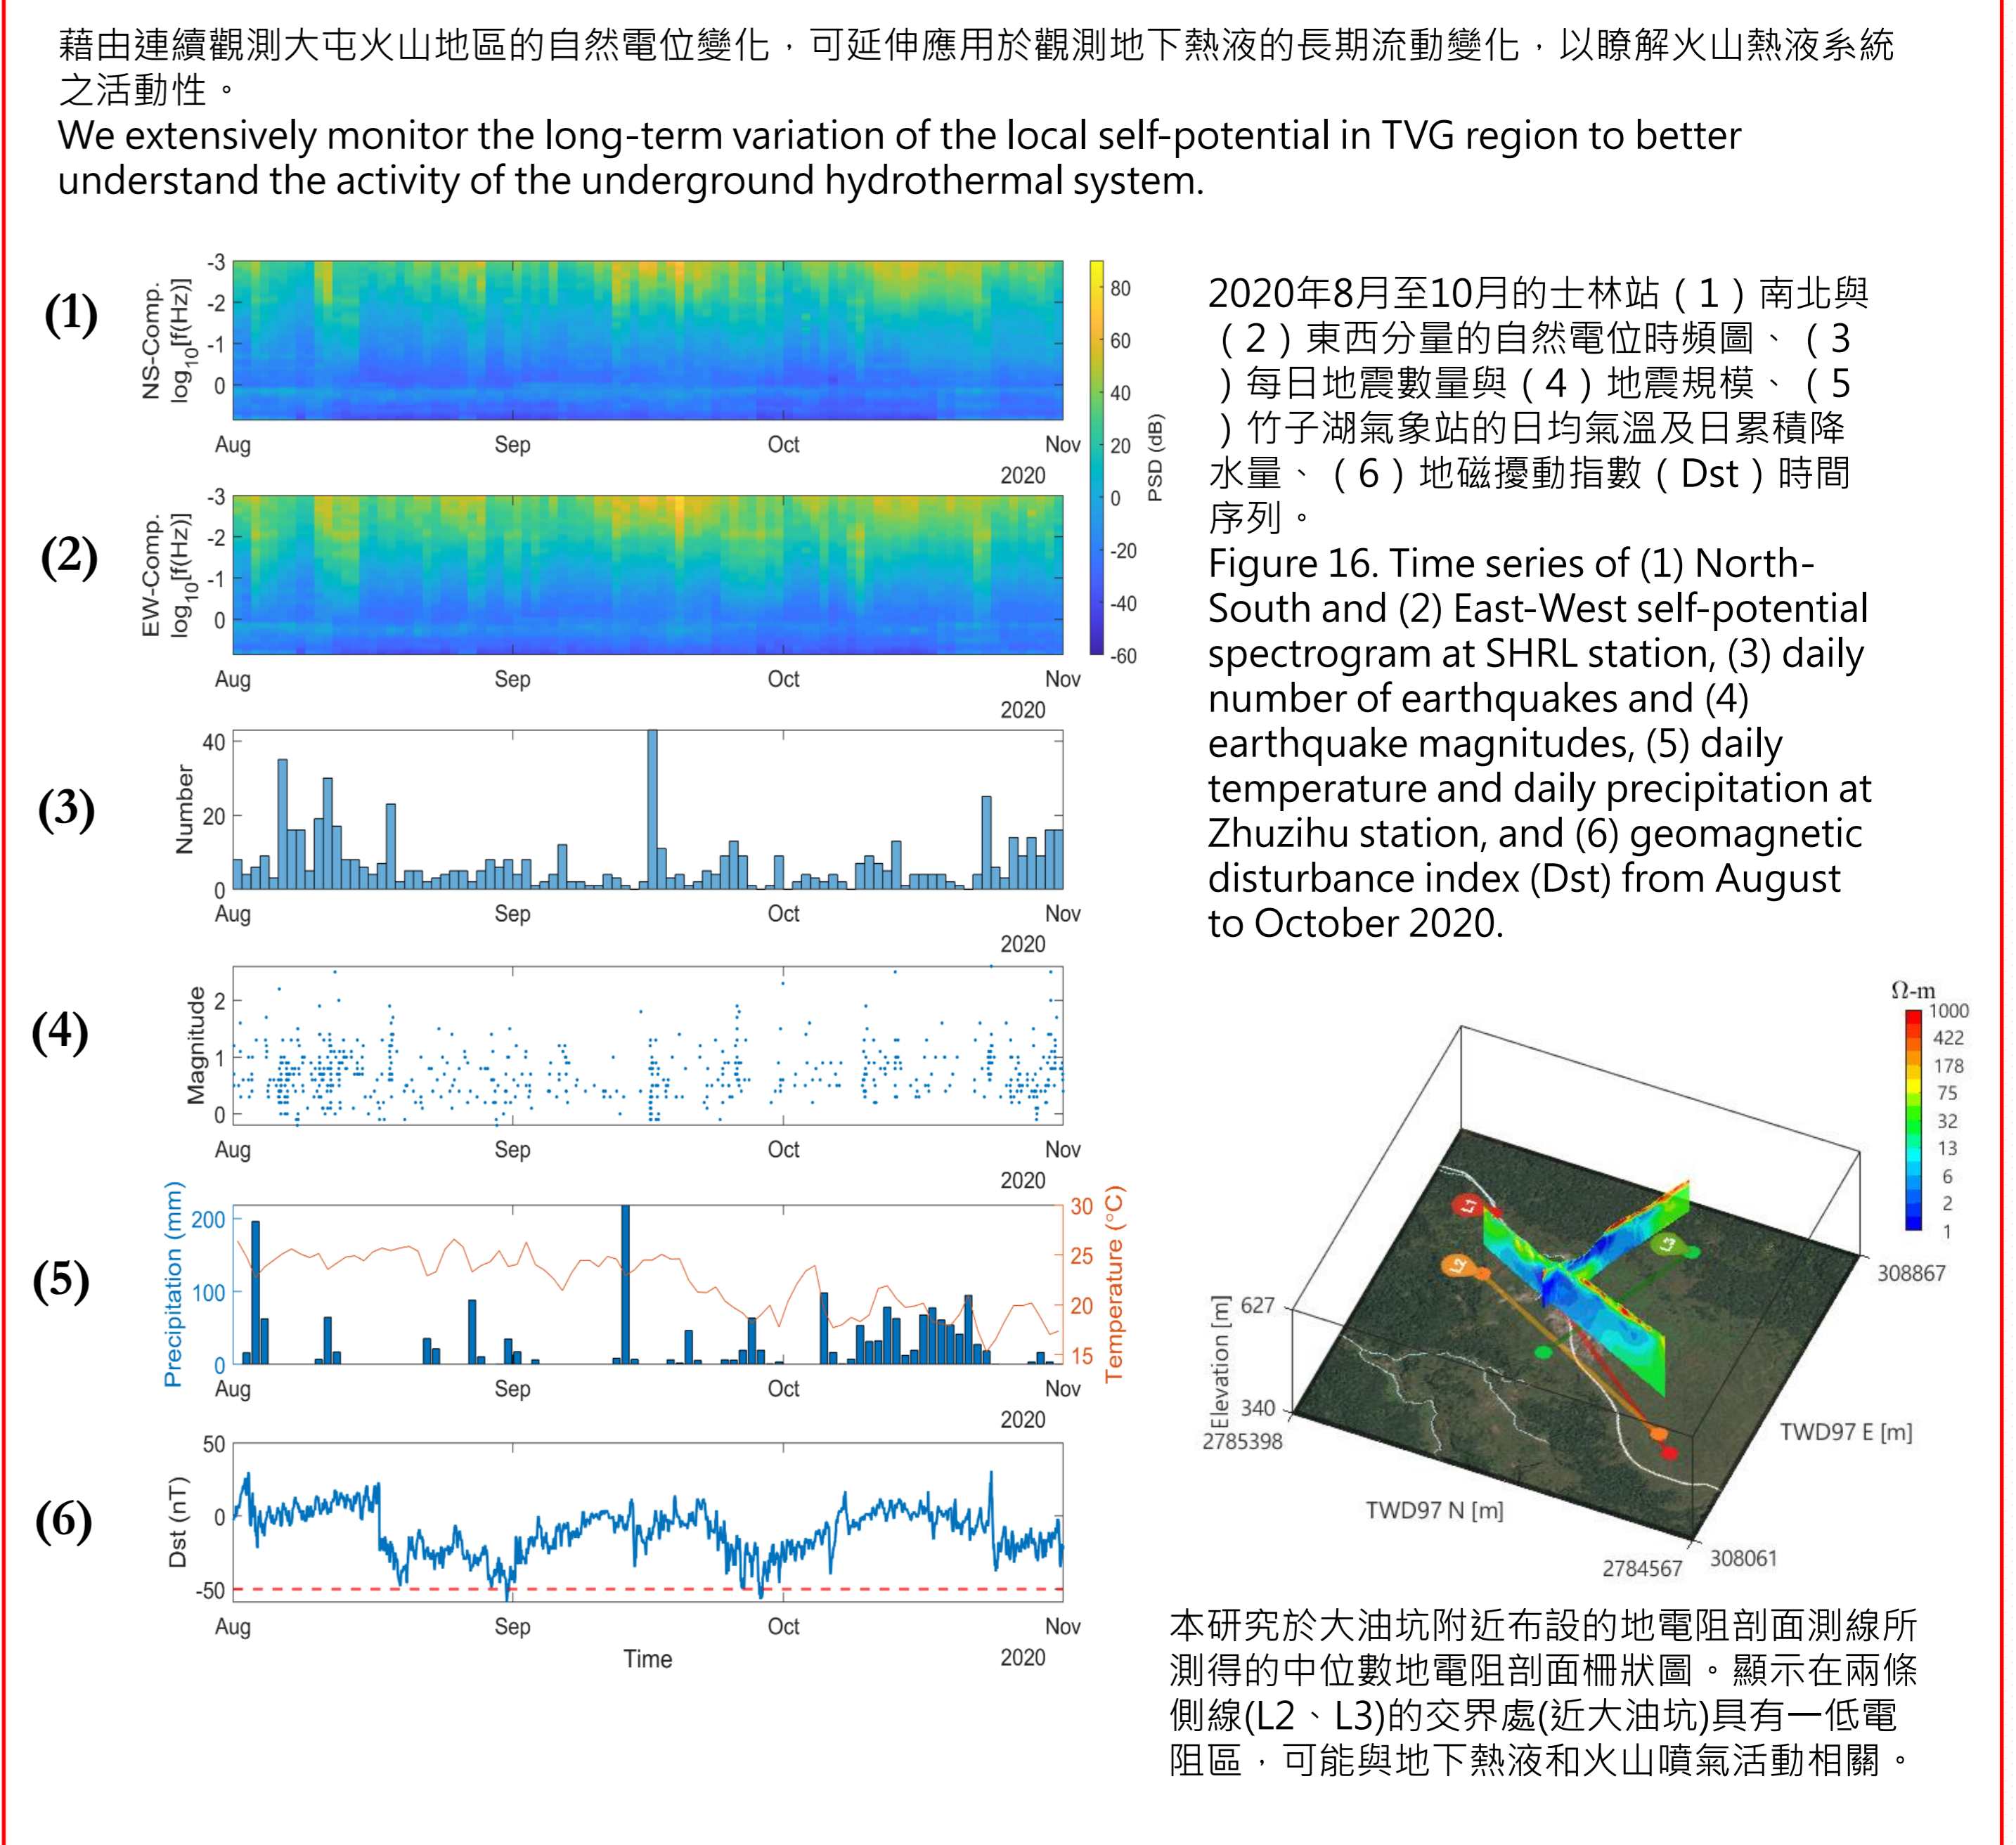 藉由連續觀測大屯火山地區的自然電位變化，可延伸應用於觀測地下熱液的長期流動變化，以瞭解火山熱液系統
之活動性。
We extensively monitor the long-term variation of the local self-potential in TVG region to better
understand the activity of the underground hydrothermal system.
(1)
NS-Comp.
log10[f(Hz)]
-3
-2
-1
0
Aug
Sep
Oct
Nov
2020
(2)
EW-Comp.
log10[f(Hz)]
-3
-2
-1
0
Aug
Sep
Oct
Nov
2020
80
60
40
20
0
-20
-40
-60
PSD (dB)
(3)
Number
40
20
0
Aug
Sep
Oct
Nov
2020
(4)
Magnitude
2
1
0
Aug
Sep
Oct
Nov
2020
(5)
Precipitation (mm)
200
100
0
30
25
20
15
Temperature (°C)
Aug
Sep
Oct
Nov
2020
(6)
Dst (nT)
50
0
-50
Aug
Sep
Oct
Nov
Time
2020
2020年8月至10月的士林站（1）南北與
（2）東西分量的自然電位時頻圖、（3
）每日地震數量與（4）地震規模、（5
）竹子湖氣象站的日均氣溫及日累積降
水量、（6）地磁擾動指數（Dst）時間
序列。
Figure 16. Time series of (1) North-
South and (2) East-West self-potential
spectrogram at SHRL station, (3) daily
number of earthquakes and (4)
earthquake magnitudes, (5) daily
temperature and daily precipitation at
Zhuzihu station, and (6) geomagnetic
disturbance index (Dst) from August
to October 2020.
Ω-m
1000
422
178
75
32
13
6
2
1
L1
L2
L3
308867
Elevation [m]
627
340
2785398
TWD97 E [m]
TWD97 N [m]
2784567
308061
本研究於大油坑附近布設的地電阻剖面測線所
測得的中位數地電阻剖面柵狀圖。顯示在兩條
側線(L2、L3)的交界處(近大油坑)具有一低電
阻區，可能與地下熱液和火山噴氣活動相關。